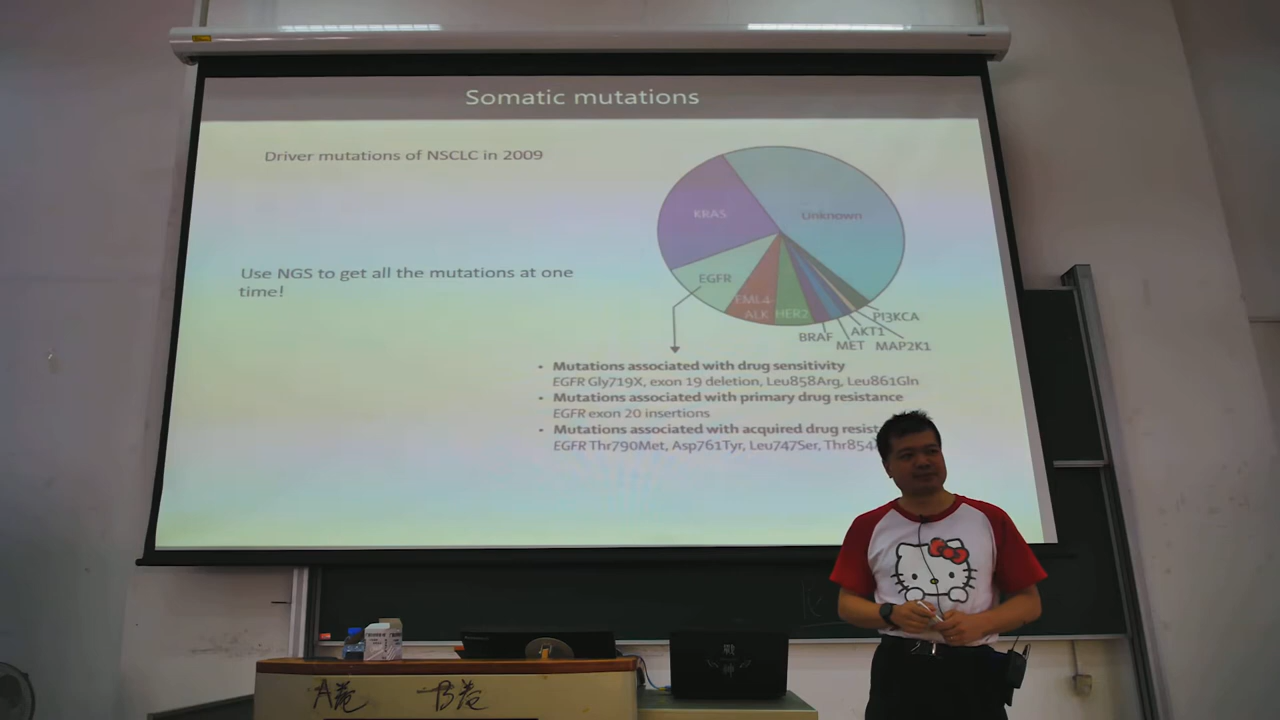 Somatic mutations
Driver mutations of NSCLC in 2009
Use NGS to get all the mutations at one
time!
Unknown
KRAS
EGFR
EML4-
ALK
HER2
BRAF
MET
AKT1
MAP2K1
PI3KCA
• Mutations associated with drug sensitivity
EGFR Gly719X, exon 19 deletion, Leu858Arg, Leu861Gln
• Mutations associated with primary drug resistance
EGFR exon 20 insertions
• Mutations associated with acquired drug resist
EGFR Thr790Met, Asp761Tyr, Leu747Ser, Thr854
戰
神
A卷 B卷